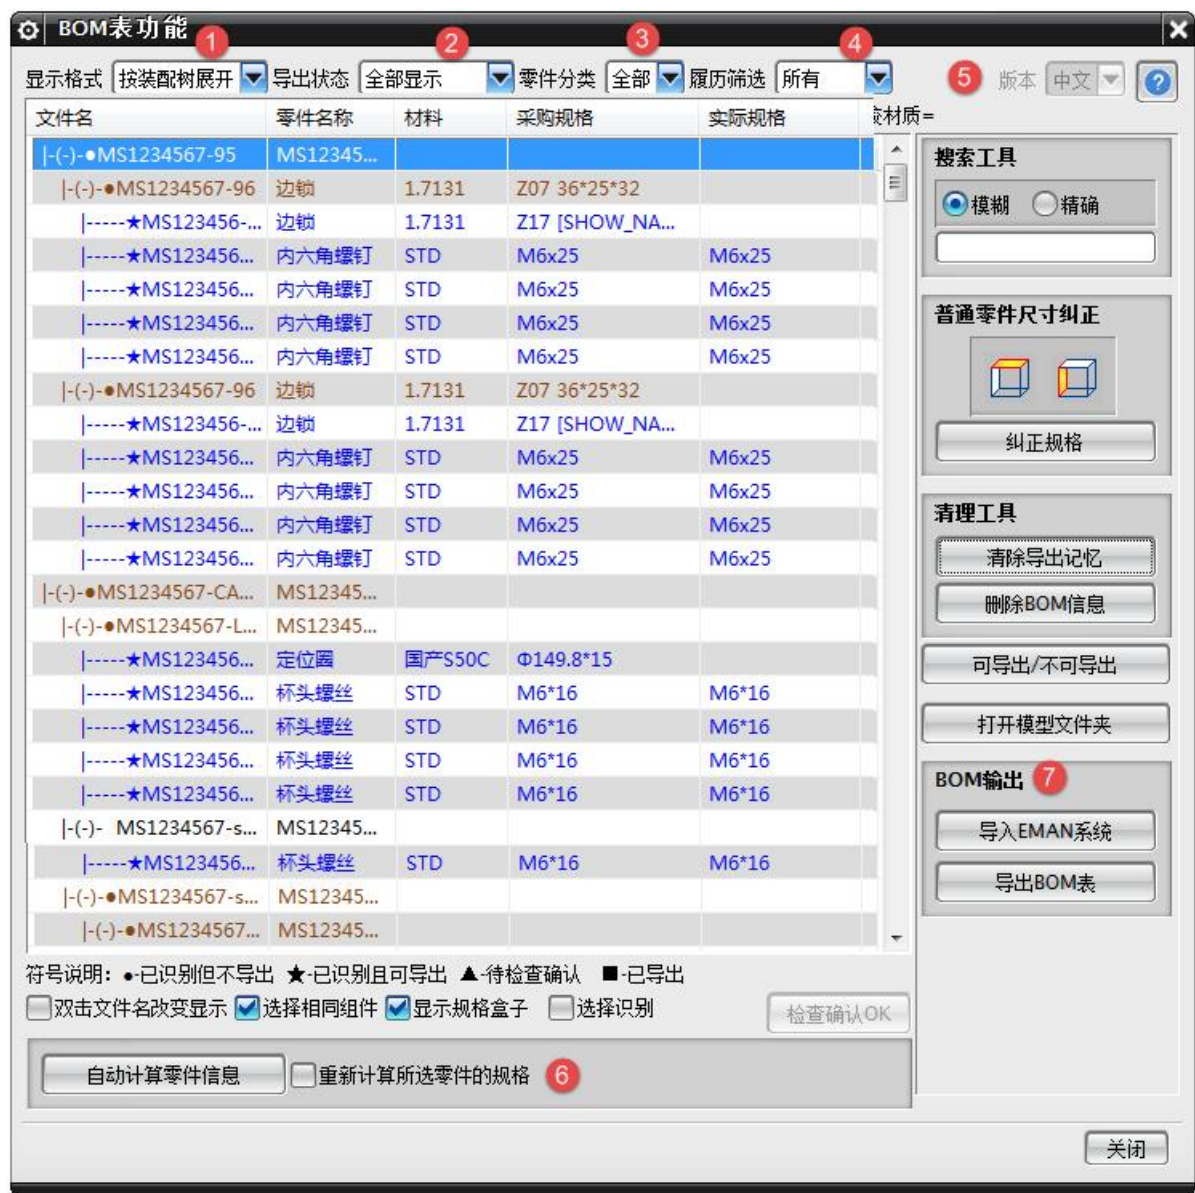 BOM表功能
1 2 3 4
显示格式 按装配树展开 导出状态 全部显示 零件分类 全部 履历筛选 所有 5 版本 中文 ?
文件名 零件名称 材料 采购规格 实际规格 材质=
|-(-)-●MS1234567-95 MS12345...
|-(-)-●MS1234567-96 边锁 1.7131 Z07 36*25*32
|-----★MS123456-... 边锁 1.7131 Z17 [SHOW_NA...
|-----★MS123456... 内六角螺钉 STD M6x25 M6x25
|-----★MS123456... 内六角螺钉 STD M6x25 M6x25
|-----★MS123456... 内六角螺钉 STD M6x25 M6x25
|-----★MS123456... 内六角螺钉 STD M6x25 M6x25
|-(-)-●MS1234567-96 边锁 1.7131 Z07 36*25*32
|-----★MS123456-... 边锁 1.7131 Z17 [SHOW_NA...
|-----★MS123456... 内六角螺钉 STD M6x25 M6x25
|-----★MS123456... 内六角螺钉 STD M6x25 M6x25
|-----★MS123456... 内六角螺钉 STD M6x25 M6x25
|-----★MS123456... 内六角螺钉 STD M6x25 M6x25
|-(-)-●MS1234567-CA... MS12345...
|-(-)-●MS1234567-L... MS12345...
|-----★MS123456... 定位圈 国产S50C Φ149.8*15
|-----★MS123456... 杯头螺丝 STD M6*16 M6*16
|-----★MS123456... 杯头螺丝 STD M6*16 M6*16
|-----★MS123456... 杯头螺丝 STD M6*16 M6*16
|-----★MS123456... 杯头螺丝 STD M6*16 M6*16
|-(-)- MS1234567-s... MS12345...
|-----★MS123456... 杯头螺丝 STD M6*16 M6*16
|-(-)-●MS1234567-s... MS12345...
|-(-)-●MS1234567... MS12345...
符号说明: ●-已识别但不导出 ★-已识别且可导出 ▲-待检查确认 ■-已导出
双击文件名改变显示 选择相同组件 显示规格盒子 选择识别 检查确认OK
自动计算零件信息 重新计算所选零件的规格 6
搜索工具
模糊 精确
普通零件尺寸纠正
纠正规格
清理工具
清除导出记忆
删除BOM信息
可导出/不可导出
打开模型文件夹
BOM输出 7
导入EMAN系统
导出BOM表
关闭